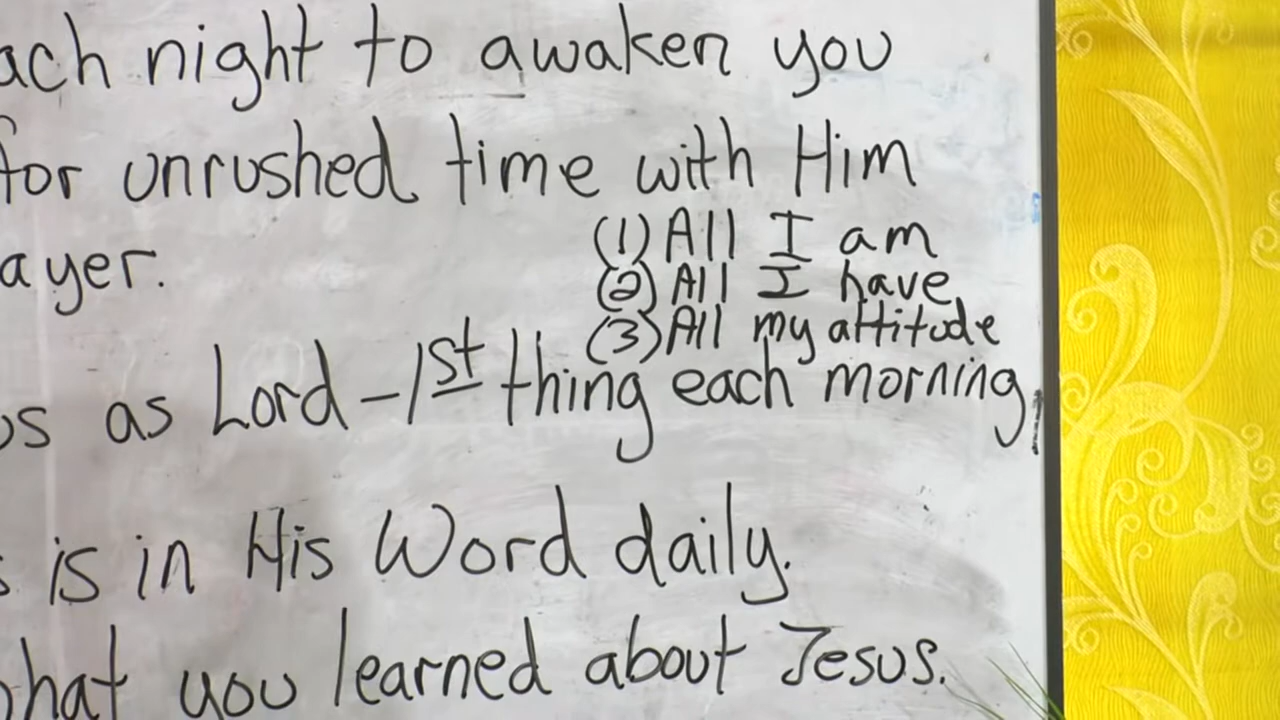 ach night to awaken you
for unrushed time with Him
ayer.
(1) All I am
(2) All I have
(3) All my attitude
as Lord - 1st thing each morning,
is in His Word daily.
hat you learned about Jesus.